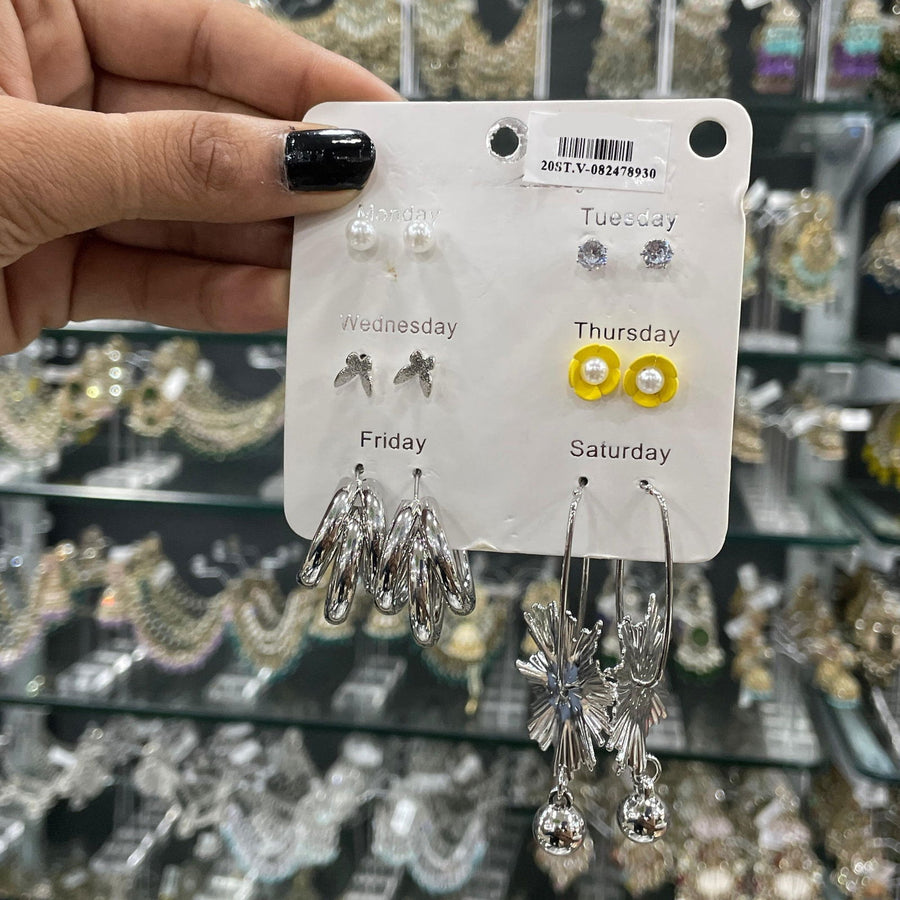 20ST.V-082478930
Monday
Tuesday
Wednesday
Thursday
Friday
Saturday